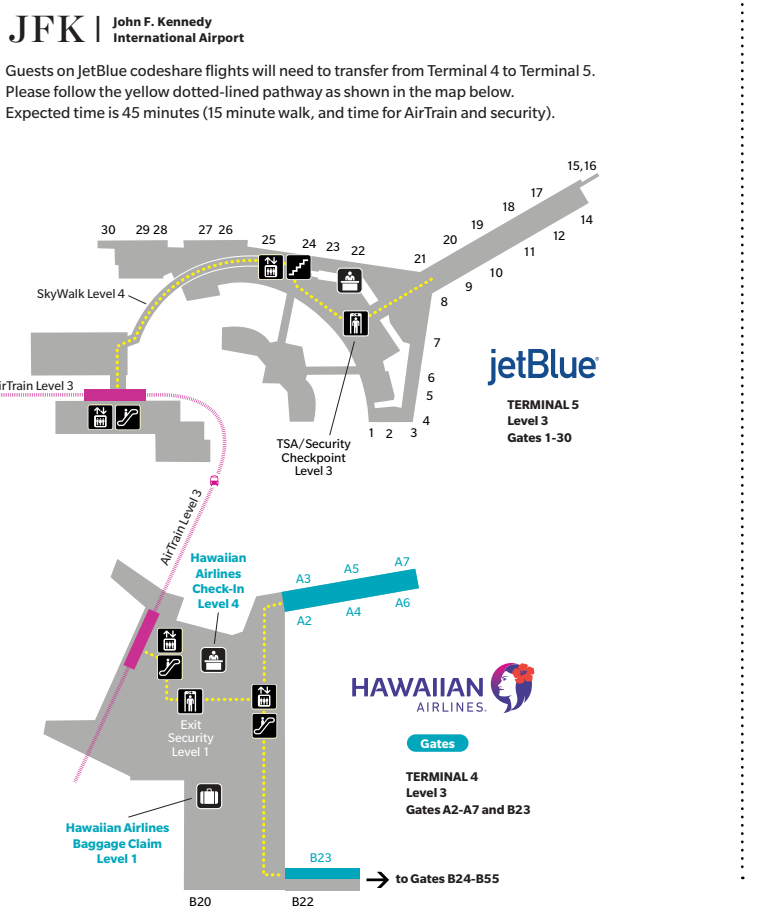 JFK
John F. Kennedy
International Airport
Guests on JetBlue codeshare flights will need to transfer from Terminal 4 to Terminal 5.
Please follow the yellow dotted-lined pathway as shown in the map below.
Expected time is 45 minutes (15 minute walk, and time for AirTrain and security).
15,16
17
18
14
19
12
20
11
30
29 28
27 26
25
24
23
22
21
10
9
8
SkyWalk Level 4
7
jetBlue
irTrain Level 3
6
5
TERMINAL 5
Level 3
Gates 1-30
4
1
2
3
TSA/Security
Checkpoint
Level 3
AirTrain Level 3
Hawaiian
Airlines
Check-In
Level 4
A3
A5
A7
A2
A4
A6
HAWAIIAN
AIRLINES.
Exit
Security
Level 1
Gates
TERMINAL 4
Level 3
Gates A2-A7 and B23
Hawaiian Airlines
Baggage Claim
Level 1
B23
to Gates B24-B55
B20
B22